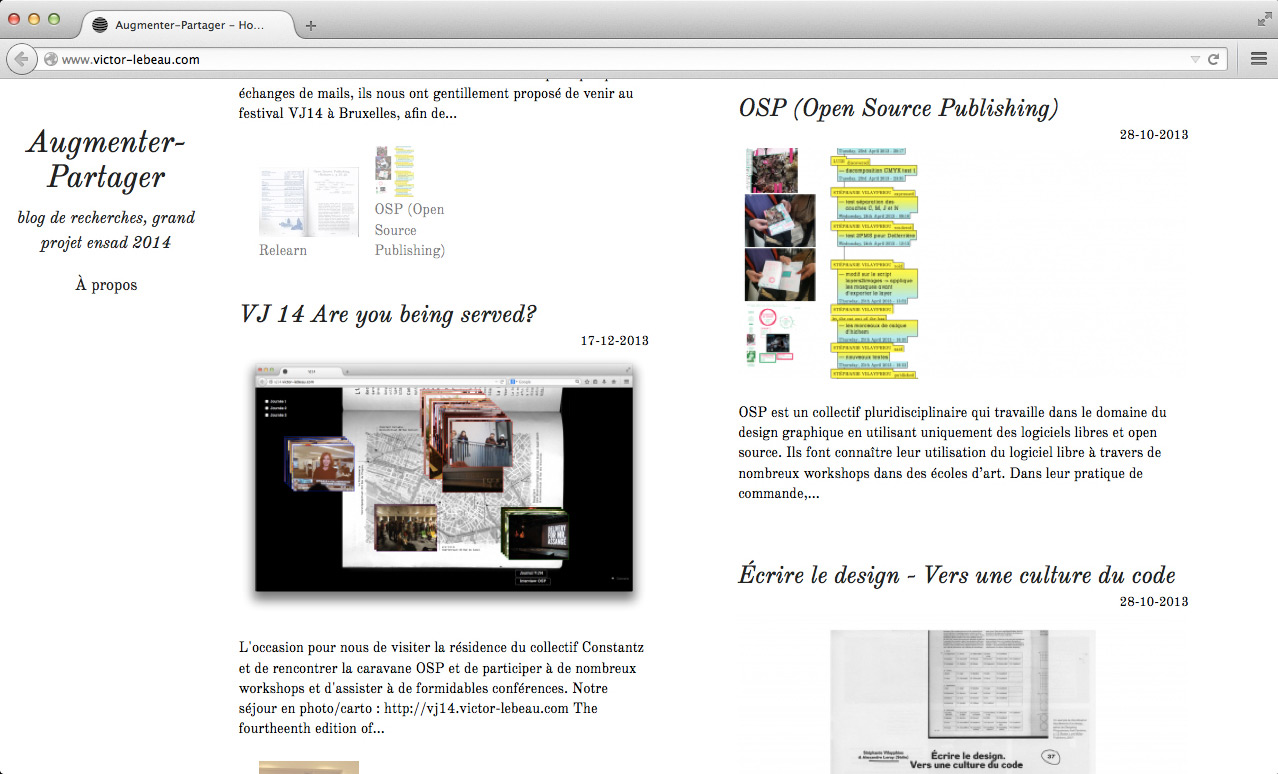 Augmenter-Partager – Ho...
www.victor-lebeau.com
Augmenter-
Partager
blog de recherches, grand
projet ensad 2014
À propos
échanges de mails, ils nous ont gentillement proposé de venir au
festival VJ14 à Bruxelles, afin de...
Relearn
OSP (Open
Source
Publishing)
VJ 14 Are you being served?
17-12-2013
pour nous de visiter la résidence du collectif Constantz
et de rencontrer la caravane OSP et de participer à de nombreux
workshops et d'assister à de formidables conférences. Notre
séjour en photo/carto : http://vj14.victor-lebeau.com The
fourtheenth edition of...
OSP (Open Source Publishing)
28-10-2013
OSP est un collectif pluridisciplinaire qui travaille dans le domaine du
design graphique en utilisant uniquement des logiciels libres et open
source. Ils font connaître leur utilisation du logiciel libre à travers de
nombreux workshops dans des écoles d'art. Dans leur pratique de
commande,...
Écrire le design - Vers une culture du code
28-10-2013
Écrire le design.
Vers une culture du code
37